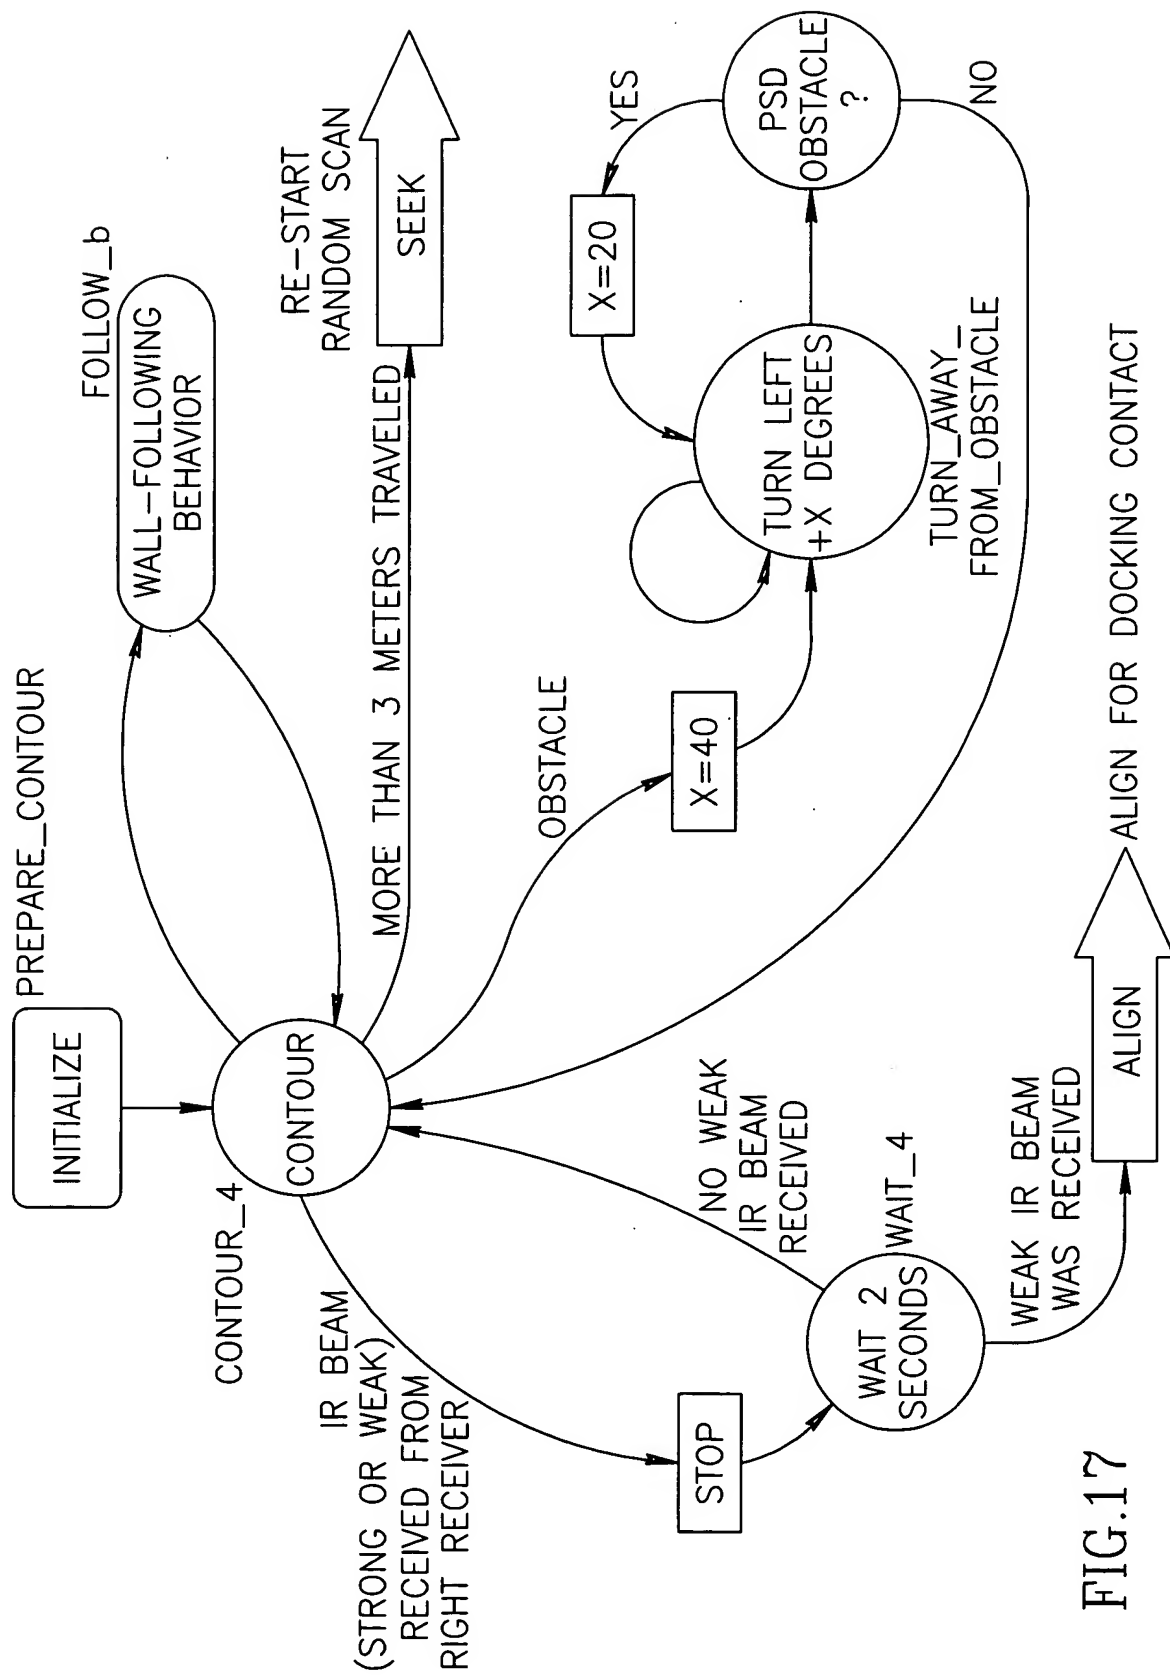 INITIALIZE
PREPARE_CONTOUR
FOLLOW_b
WALL-FOLLOWING
BEHAVIOR
CONTOUR_4
CONTOUR
RE-START
RANDOM SCAN
MORE THAN 3 METERS TRAVELED
SEEK
IR BEAM
(STRONG OR WEAK)
RECEIVED FROM
RIGHT RECEIVER
OBSTACLE
X=20
YES
X=40
TURN LEFT
+X DEGREES
PSD
OBSTACLE
?
NO
TURN_AWAY_
FROM_OBSTACLE
STOP
NO WEAK
IR BEAM
RECEIVED
WAIT 2
SECONDS
WAIT_4
WEAK IR BEAM
WAS RECEIVED
ALIGN
ALIGN FOR DOCKING CONTACT
FIG.17